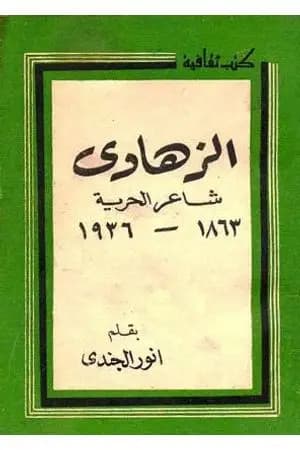 كتب ثقافية
الزهاوى
شاعر الحرية
١٨٦٣ — ١٩٣٦
بقلم
انور الجندى